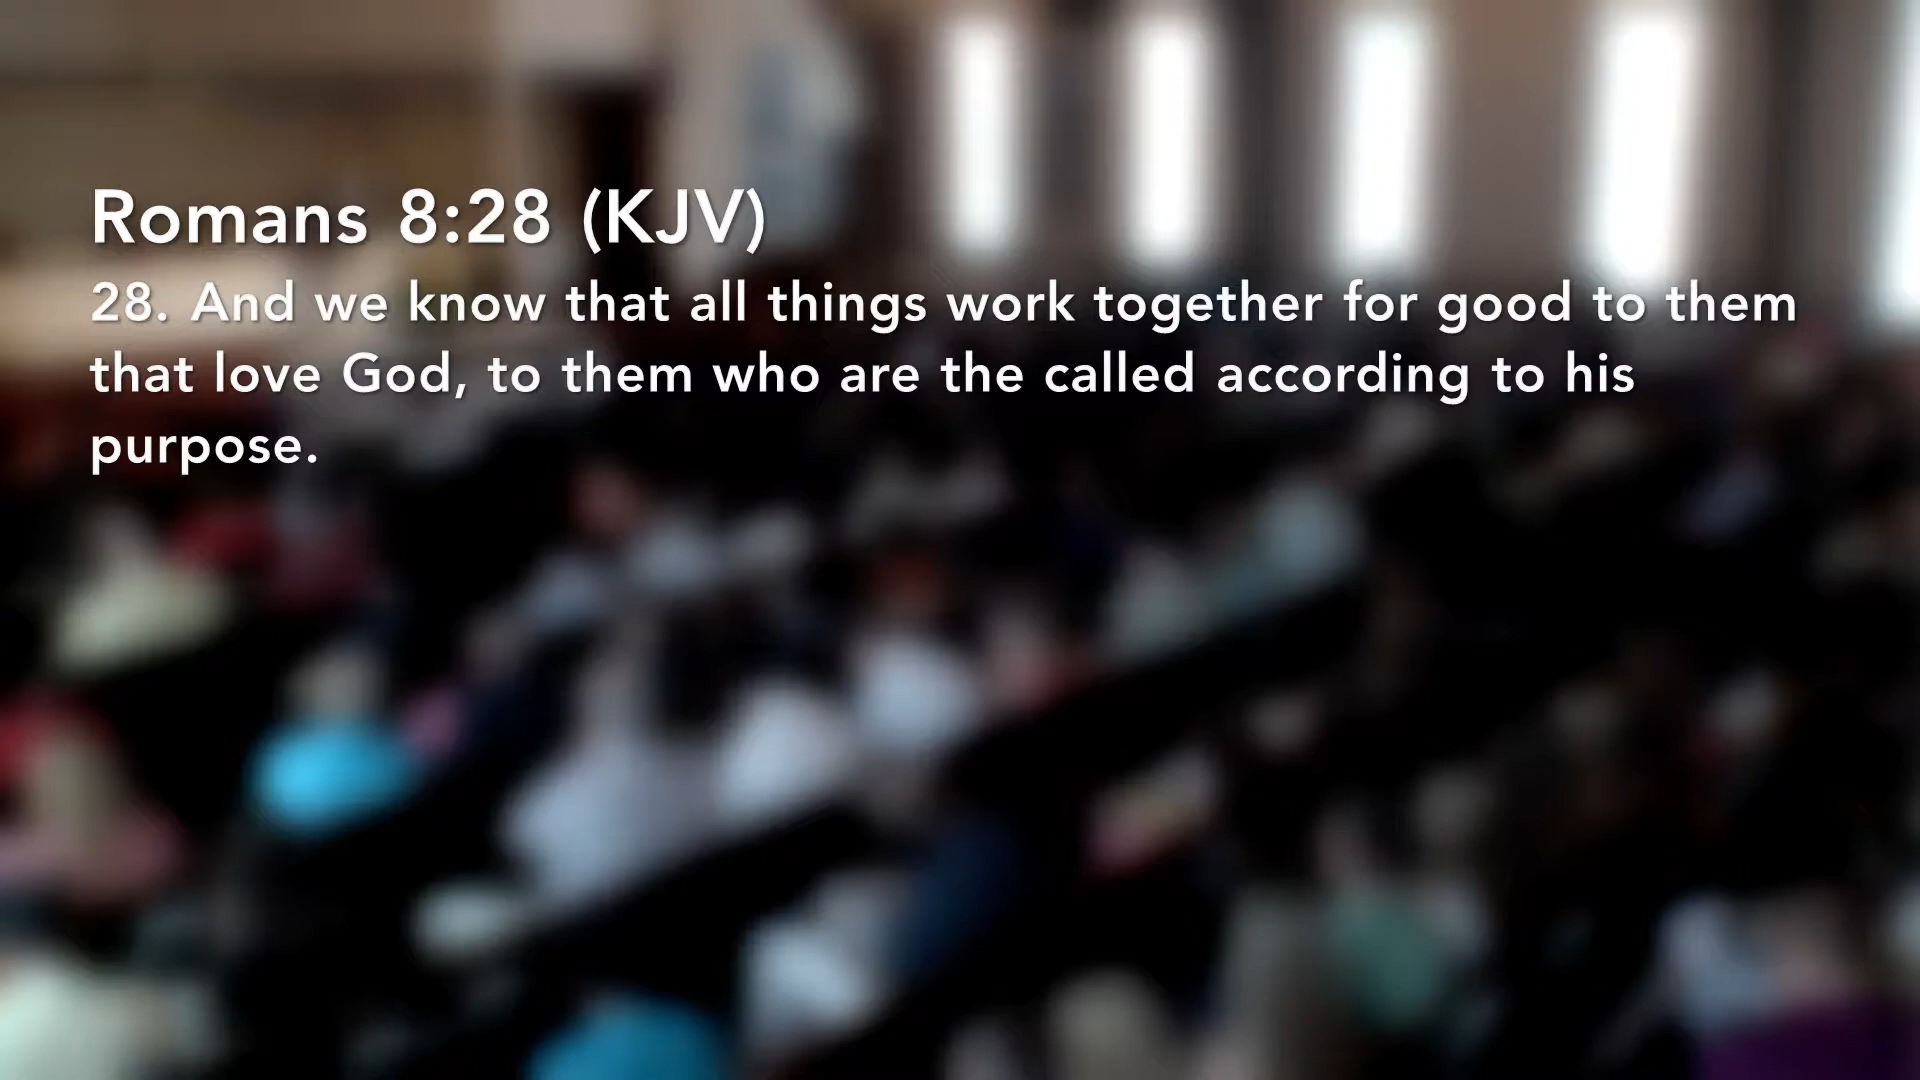 Romans 8:28 (KJV)
28. And we know that all things work together for good to them
that love God, to them who are the called according to his
purpose.